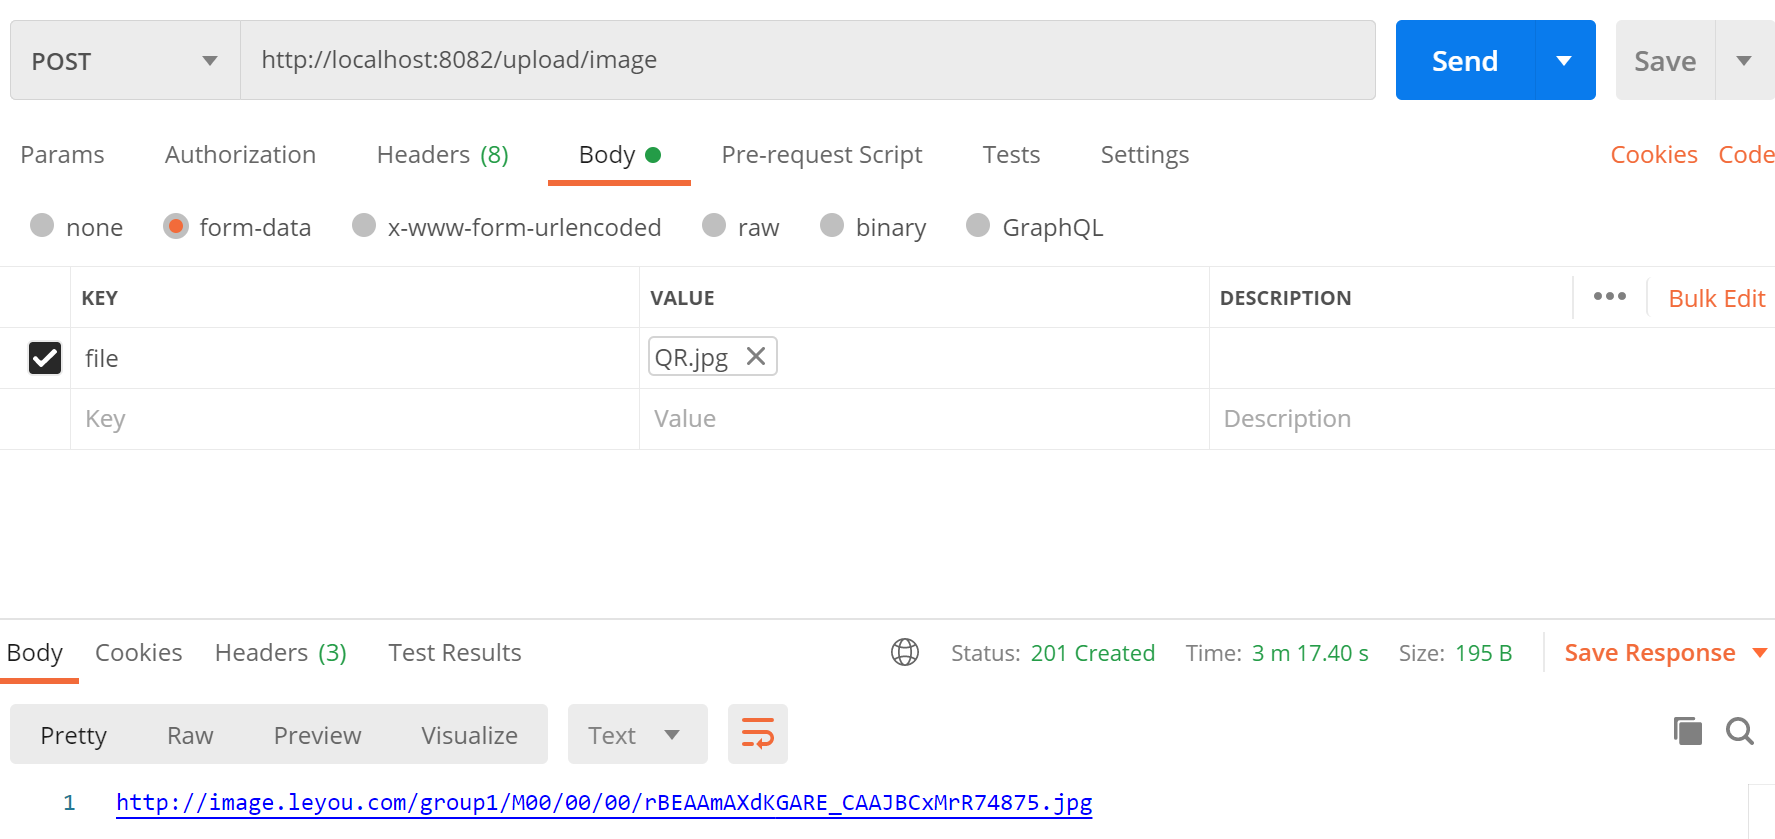 POST http://localhost:8082/upload/image Send Save
Params Authorization Headers (8) Body Pre-request Script Tests Settings Cookies Code
none form-data x-www-form-urlencoded raw binary GraphQL
KEY VALUE DESCRIPTION ••• Bulk Edit
file QR.jpg
Key Value Description
Body Cookies Headers (3) Test Results Status: 201 Created Time: 3 m 17.40 s Size: 195 B Save Response
Pretty Raw Preview Visualize Text
1 http://image.leyou.com/group1/M00/00/00/rBEAAmAXdKGARE_CAAJBCxMrR74875.jpg